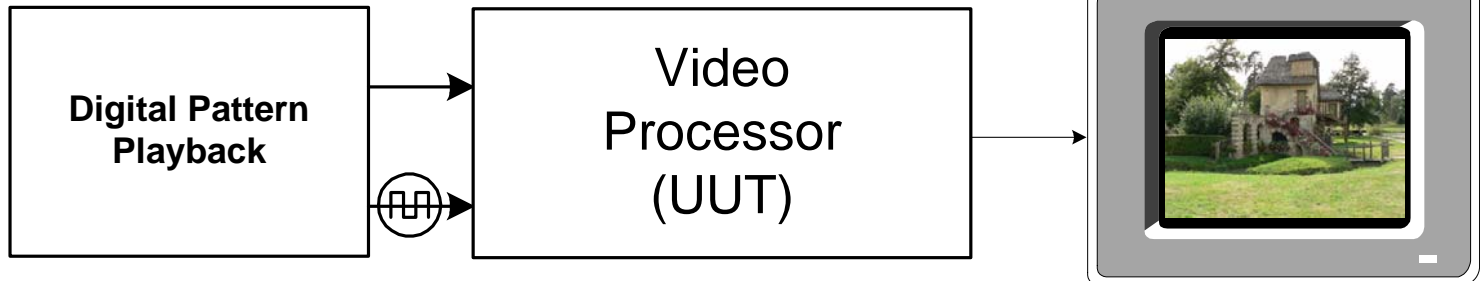 Digital Pattern
Playback
Video
Processor
(UUT)